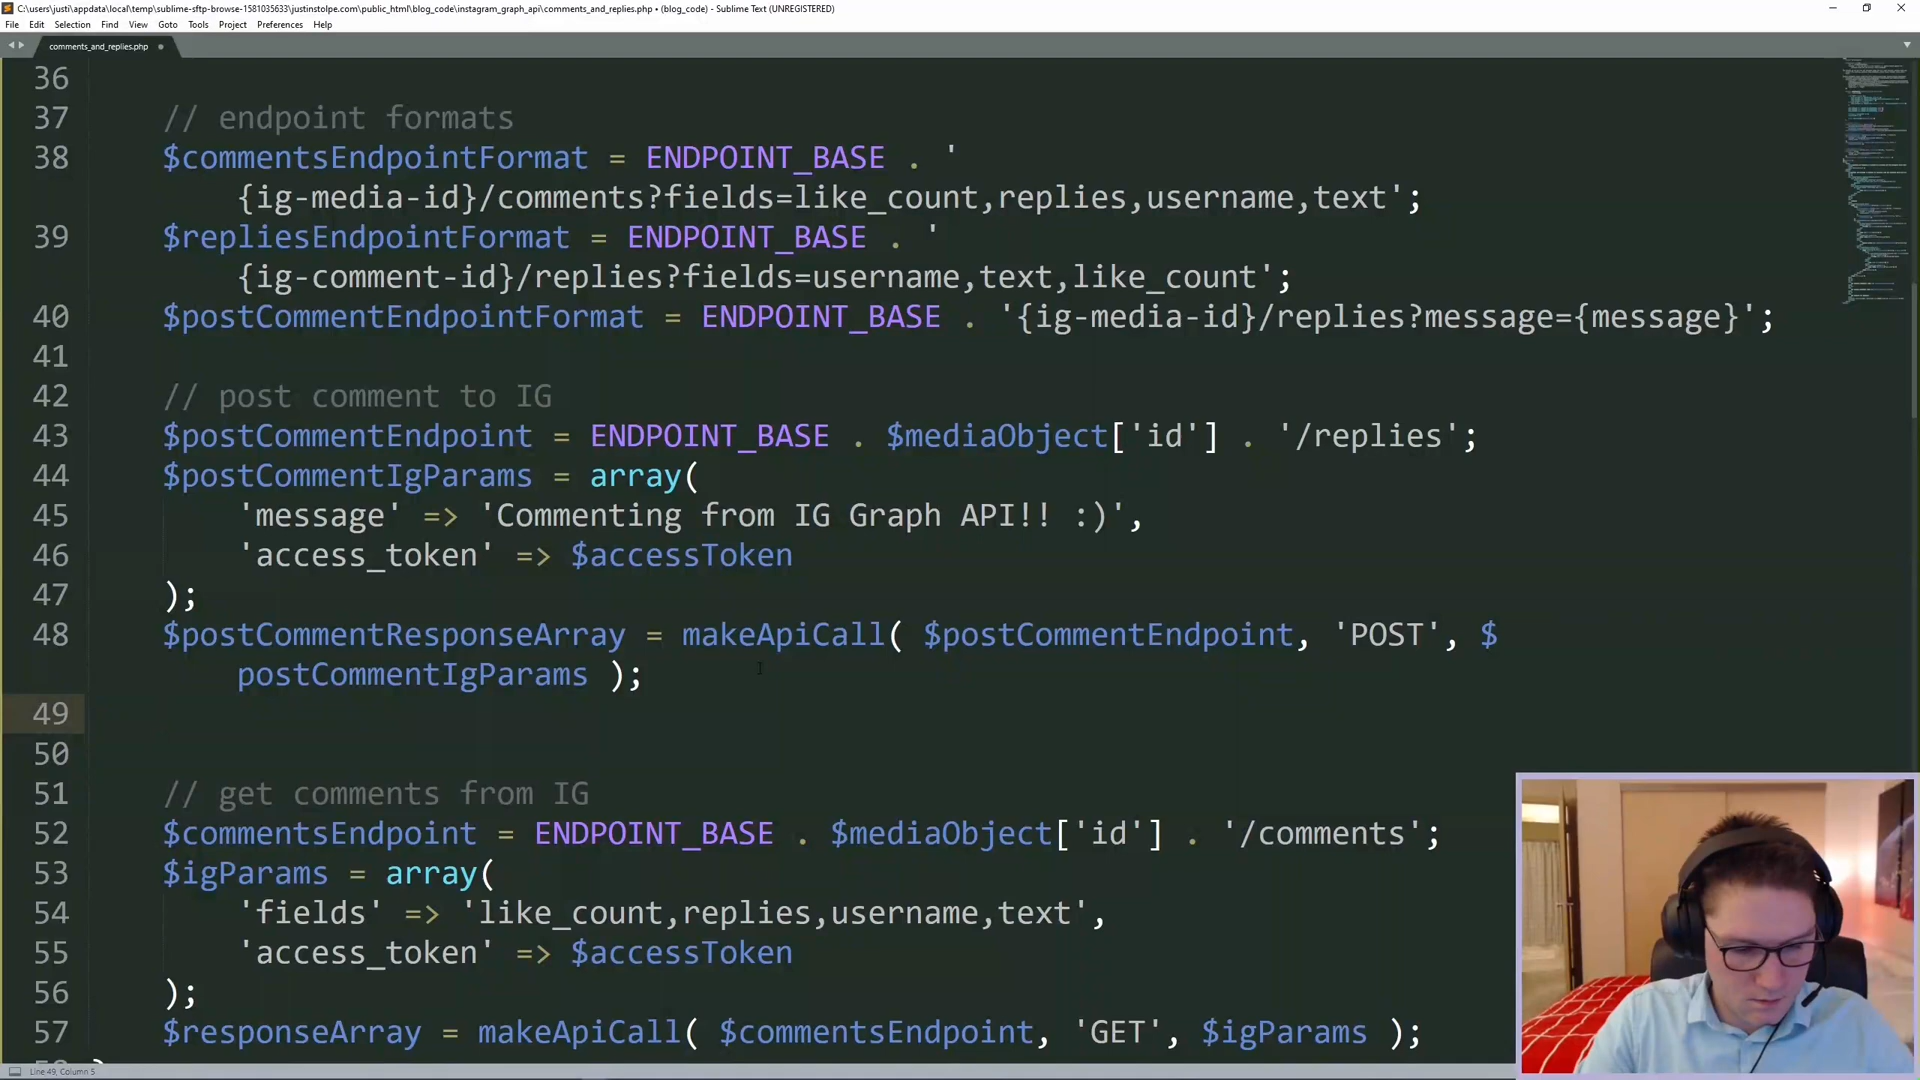 C:\users\justi\appdata\local\temp\sublime-sftp-browse-1581035633\justinstolpe.com\public_html\blog_code\instagram_graph_api\comments_and_replies.php • (blog_code) - Sublime Text (UNREGISTERED)
File Edit Selection Find View Goto Tools Project Preferences Help
comments_and_replies.php
36
37 // endpoint formats
38 $commentsEndpointFormat = ENDPOINT_BASE . '
{ig-media-id}/comments?fields=like_count,replies,username,text';
39 $repliesEndpointFormat = ENDPOINT_BASE . '
{ig-comment-id}/replies?fields=username,text,like_count';
40 $postCommentEndpointFormat = ENDPOINT_BASE . '{ig-media-id}/replies?message={message}';
41
42 // post comment to IG
43 $postCommentEndpoint = ENDPOINT_BASE . $mediaObject['id'] . '/replies';
44 $postCommentIgParams = array(
45 'message' => 'Commenting from IG Graph API!! :)',
46 'access_token' => $accessToken
47 );
48 $postCommentResponseArray = makeApiCall( $postCommentEndpoint, 'POST', $
postCommentIgParams );
49
50
51 // get comments from IG
52 $commentsEndpoint = ENDPOINT_BASE . $mediaObject['id'] . '/comments';
53 $igParams = array(
54 'fields' => 'like_count,replies,username,text',
55 'access_token' => $accessToken
56 );
57 $responseArray = makeApiCall( $commentsEndpoint, 'GET', $igParams );
Line 49, Column 5